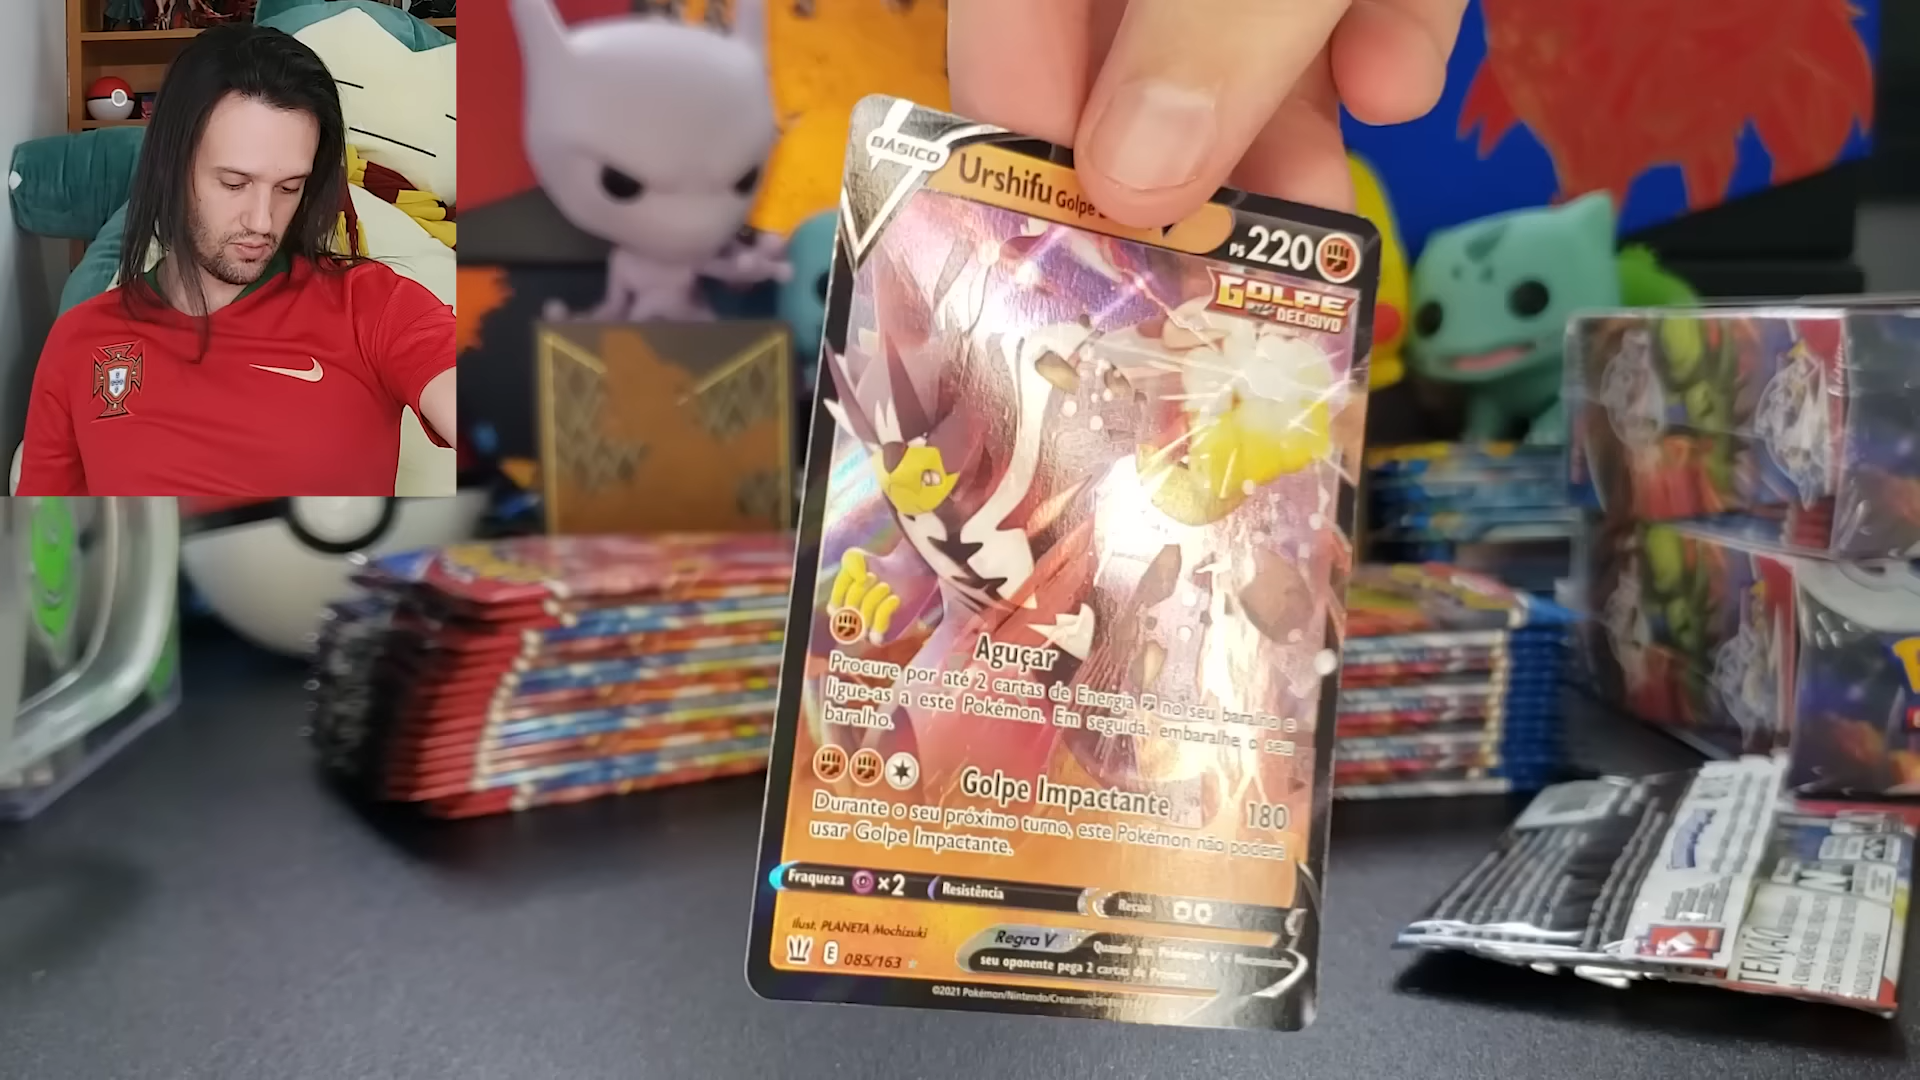 BÁSICO
Urshifu Golpe
PS 220
GOLPE
DECISIVO
Aguçar
Procure por até 2 cartas de Energia no seu baralho e
ligue-as a este Pokémon. Em seguida, embaralhe o seu
baralho.
Golpe Impactante 180
Durante o seu próximo turno, este Pokémon não poderá
usar Golpe Impactante.
Fraqueza ×2 Resistência Recuo
Ilust. PLANETA Mochizuki
Regra V
seu oponente pega 2 cartas de Prêmio
E 085/163
©2021 Pokémon/Nintendo/Creatures